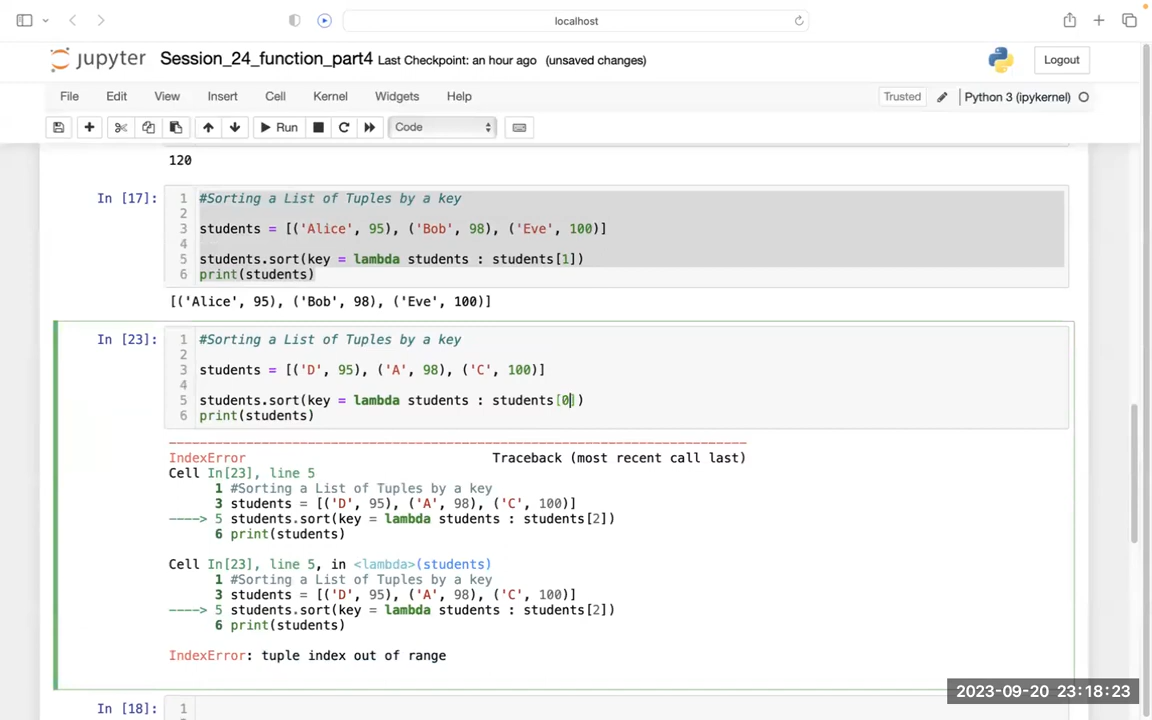 localhost
jupyter Session_24_function_part4 Last Checkpoint: an hour ago (unsaved changes) Logout
File Edit View Insert Cell Kernel Widgets Help Trusted Python 3 (ipykernel)
Run Code
120
In [17]: 1 #Sorting a List of Tuples by a key
2
3 students = [('Alice', 95), ('Bob', 98), ('Eve', 100)]
4
5 students.sort(key = lambda students : students[1])
6 print(students)
[('Alice', 95), ('Bob', 98), ('Eve', 100)]
In [23]: 1 #Sorting a List of Tuples by a key
2
3 students = [('D', 95), ('A', 98), ('C', 100)]
4
5 students.sort(key = lambda students : students[0])
6 print(students)
---------------------------------------------------------------------------
IndexError Traceback (most recent call last)
Cell In[23], line 5
1 #Sorting a List of Tuples by a key
3 students = [('D', 95), ('A', 98), ('C', 100)]
----> 5 students.sort(key = lambda students : students[2])
6 print(students)
Cell In[23], line 5, in <lambda>(students)
1 #Sorting a List of Tuples by a key
3 students = [('D', 95), ('A', 98), ('C', 100)]
----> 5 students.sort(key = lambda students : students[2])
6 print(students)
IndexError: tuple index out of range
In [18]: 1
2023-09-20 23:18:23